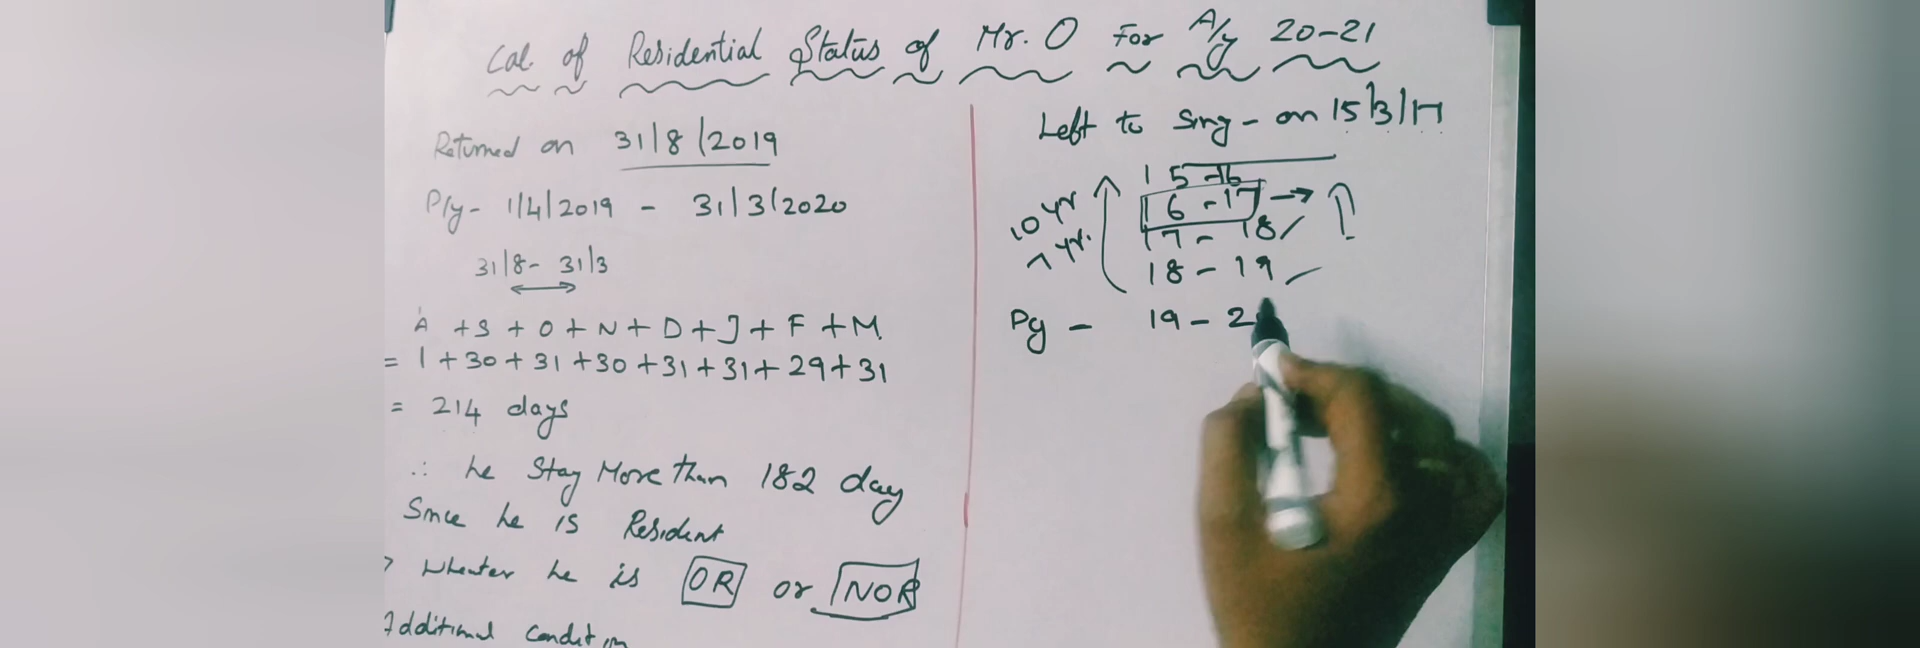 Cal. of Residential Status of Mr. O For A/y 20-21
Returned on 31/8/2019
P/y- 1/4/2019 - 31/3/2020
31/8- 31/3
A + S + O + N + D + J + F + M
= 1 + 30 + 31 + 30 + 31 + 31 + 29 + 31
= 214 days
∴ he Stay More Than 182 day
Since he is Resident
he is OR or NOR
Additional condition
Left to Sing - on 15/3/17
15-16
16-17 →
10 yr
7 yr.
17-18
18-19
Py - 19-2